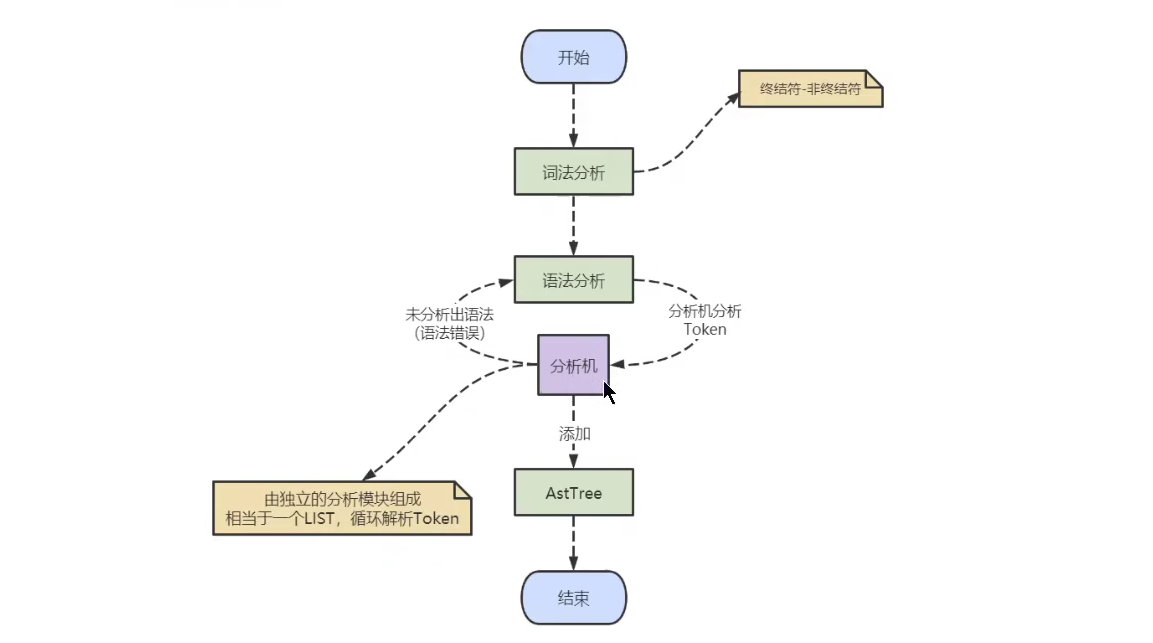 开始
终结符-非终结符
词法分析
语法分析
未分析出语法
（语法错误）
分析机分析
Token
分析机
添加
AstTree
由独立的分析模块组成
相当于一个LIST，循环解析Token
结束